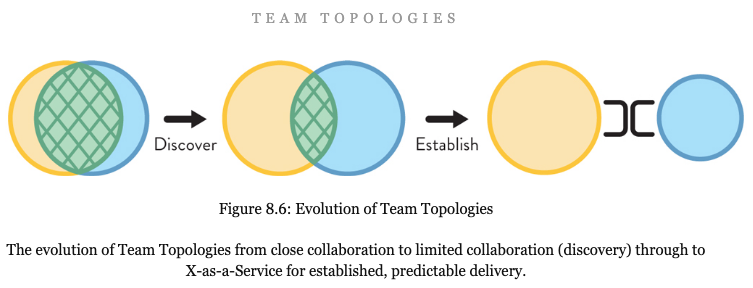 TEAM TOPOLOGIES
Discover
Establish
Figure 8.6: Evolution of Team Topologies
The evolution of Team Topologies from close collaboration to limited collaboration (discovery) through to
X-as-a-Service for established, predictable delivery.